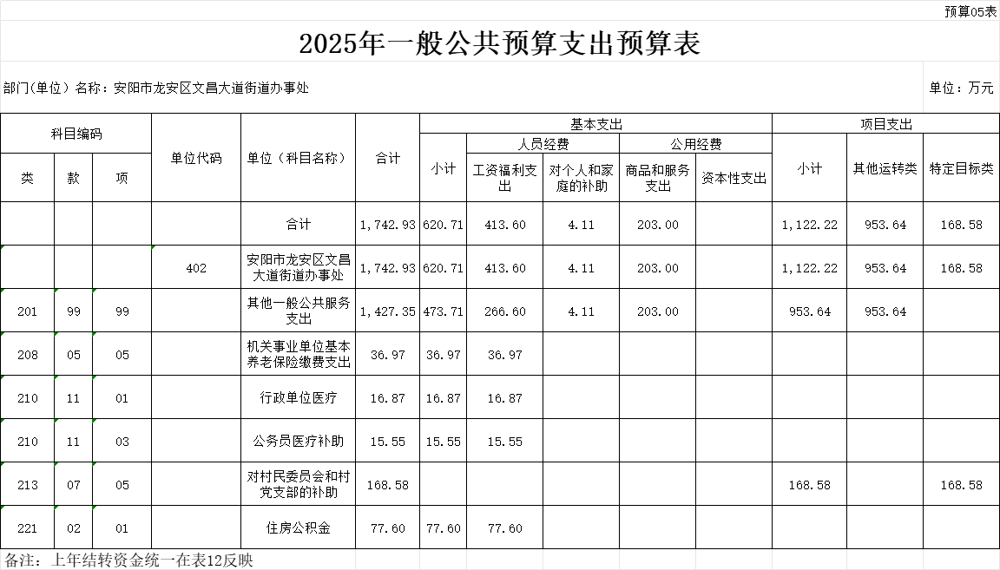 预算05表
2025年一般公共预算支出预算表
部门(单位）名称：安阳市龙安区文昌大道街道办事处 单位：万元
科目编码 单位代码 单位（科目名称） 合计 基本支出 项目支出
小计 人员经费 公用经费 小计 其他运转类 特定目标类
类 款 项 工资福利支 对个人和家 商品和服务 资本性支出
出 庭的补助 支出
合计 1,742.93 620.71 413.60 4.11 203.00 1,122.22 953.64 168.58
安阳市龙安区文昌
402 大道街道办事处 1,742.93 620.71 413.60 4.11 203.00 1,122.22 953.64 168.58
其他一般公共服务
201 99 99 支出 1,427.35 473.71 266.60 4.11 203.00 953.64 953.64
机关事业单位基本
208 05 05 养老保险缴费支出 36.97 36.97 36.97
210 11 01 行政单位医疗 16.87 16.87 16.87
210 11 03 公务员医疗补助 15.55 15.55 15.55
对村民委员会和村
213 07 05 党支部的补助 168.58 168.58 168.58
221 02 01 住房公积金 77.60 77.60 77.60
备注：上年结转资金统一在表12反映